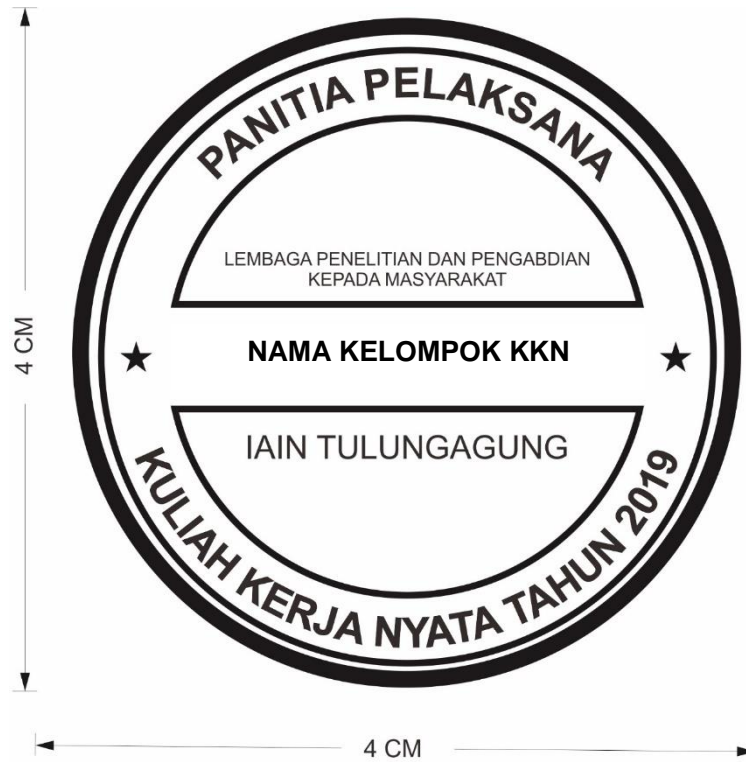 PANITIA PELAKSANA
LEMBAGA PENELITIAN DAN PENGABDIAN
KEPADA MASYARAKAT
NAMA KELOMPOK KKN
IAIN TULUNGAGUNG
KULIAH KERJA NYATA TAHUN 2019
4 CM
4 CM